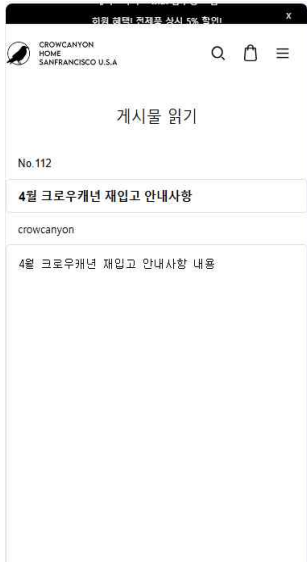 회원 혜택! 전제품 상시 5% 할인!
x
CROWCANYON
HOME
SANFRANCISCO U.S.A
게시물 읽기
No.112
4월 크로우캐년 재입고 안내사항
crowcanyon
4월 크로우캐년 재입고 안내사항 내용